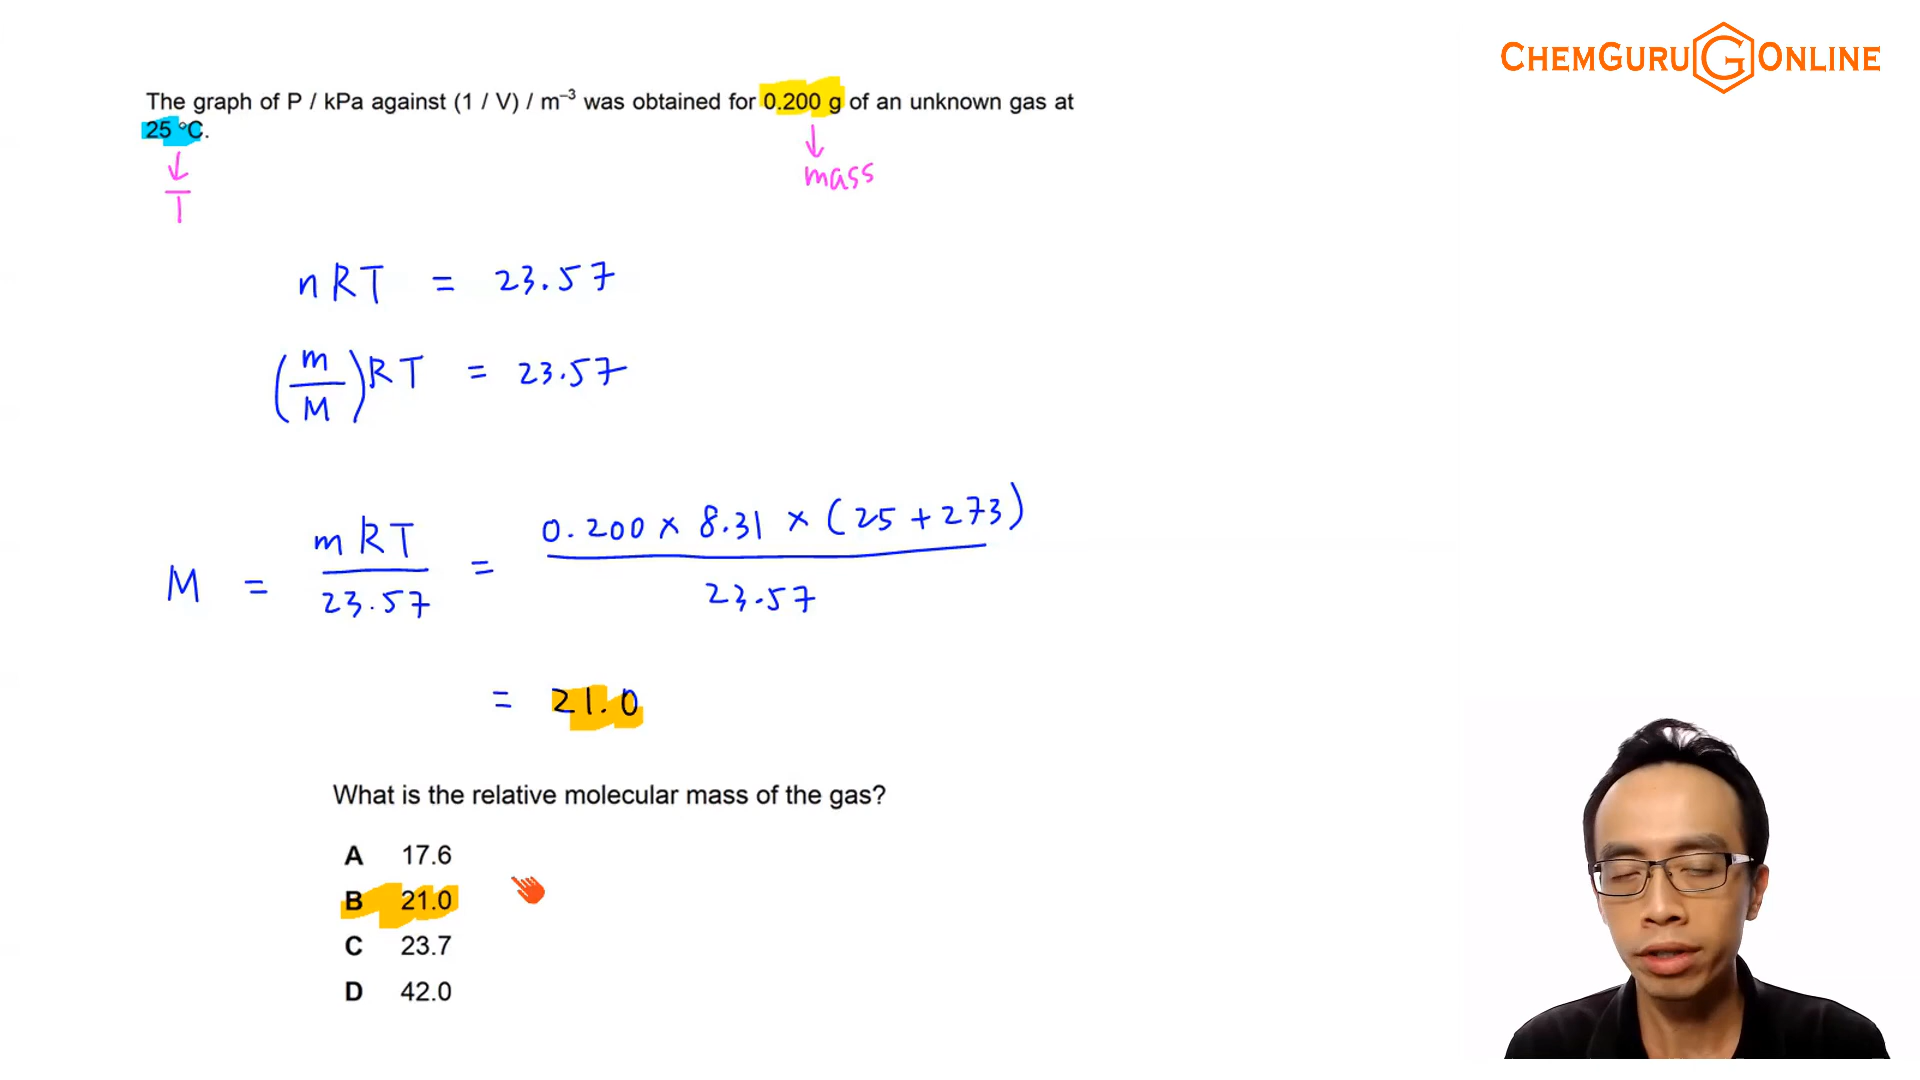 CHEMGURU G ONLINE
The graph of P / kPa against (1 / V) / m⁻³ was obtained for 0.200 g of an unknown gas at
25 °C.
↓ ↓
T mass
nRT = 23.57
(m/M)RT = 23.57
M = mRT/23.57 = 0.200 × 8.31 × (25 + 273)/23.57
= 21.0
What is the relative molecular mass of the gas?
A 17.6
B 21.0
C 23.7
D 42.0